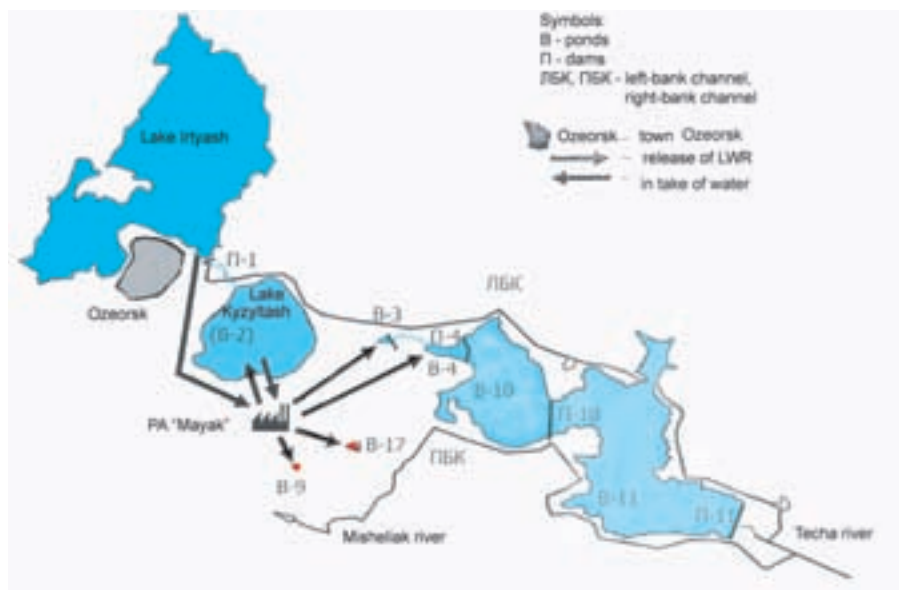 Symbols:
В - ponds
П - dams
ЛБК, ПБК - left-bank channel,
right-bank channel
Ozeorsk - town Ozeorsk
- release of LWR
- in take of water
Lake Irtyash
П-1
Ozeorsk
Lake
Kyzyltash
(Б-2)
ЛБК
В-3
П-4
В-4
В-10
П-10
PA "Mayak"
В-17
ПБК
В-9
В-11
П-11
Misheliak river
Techa river